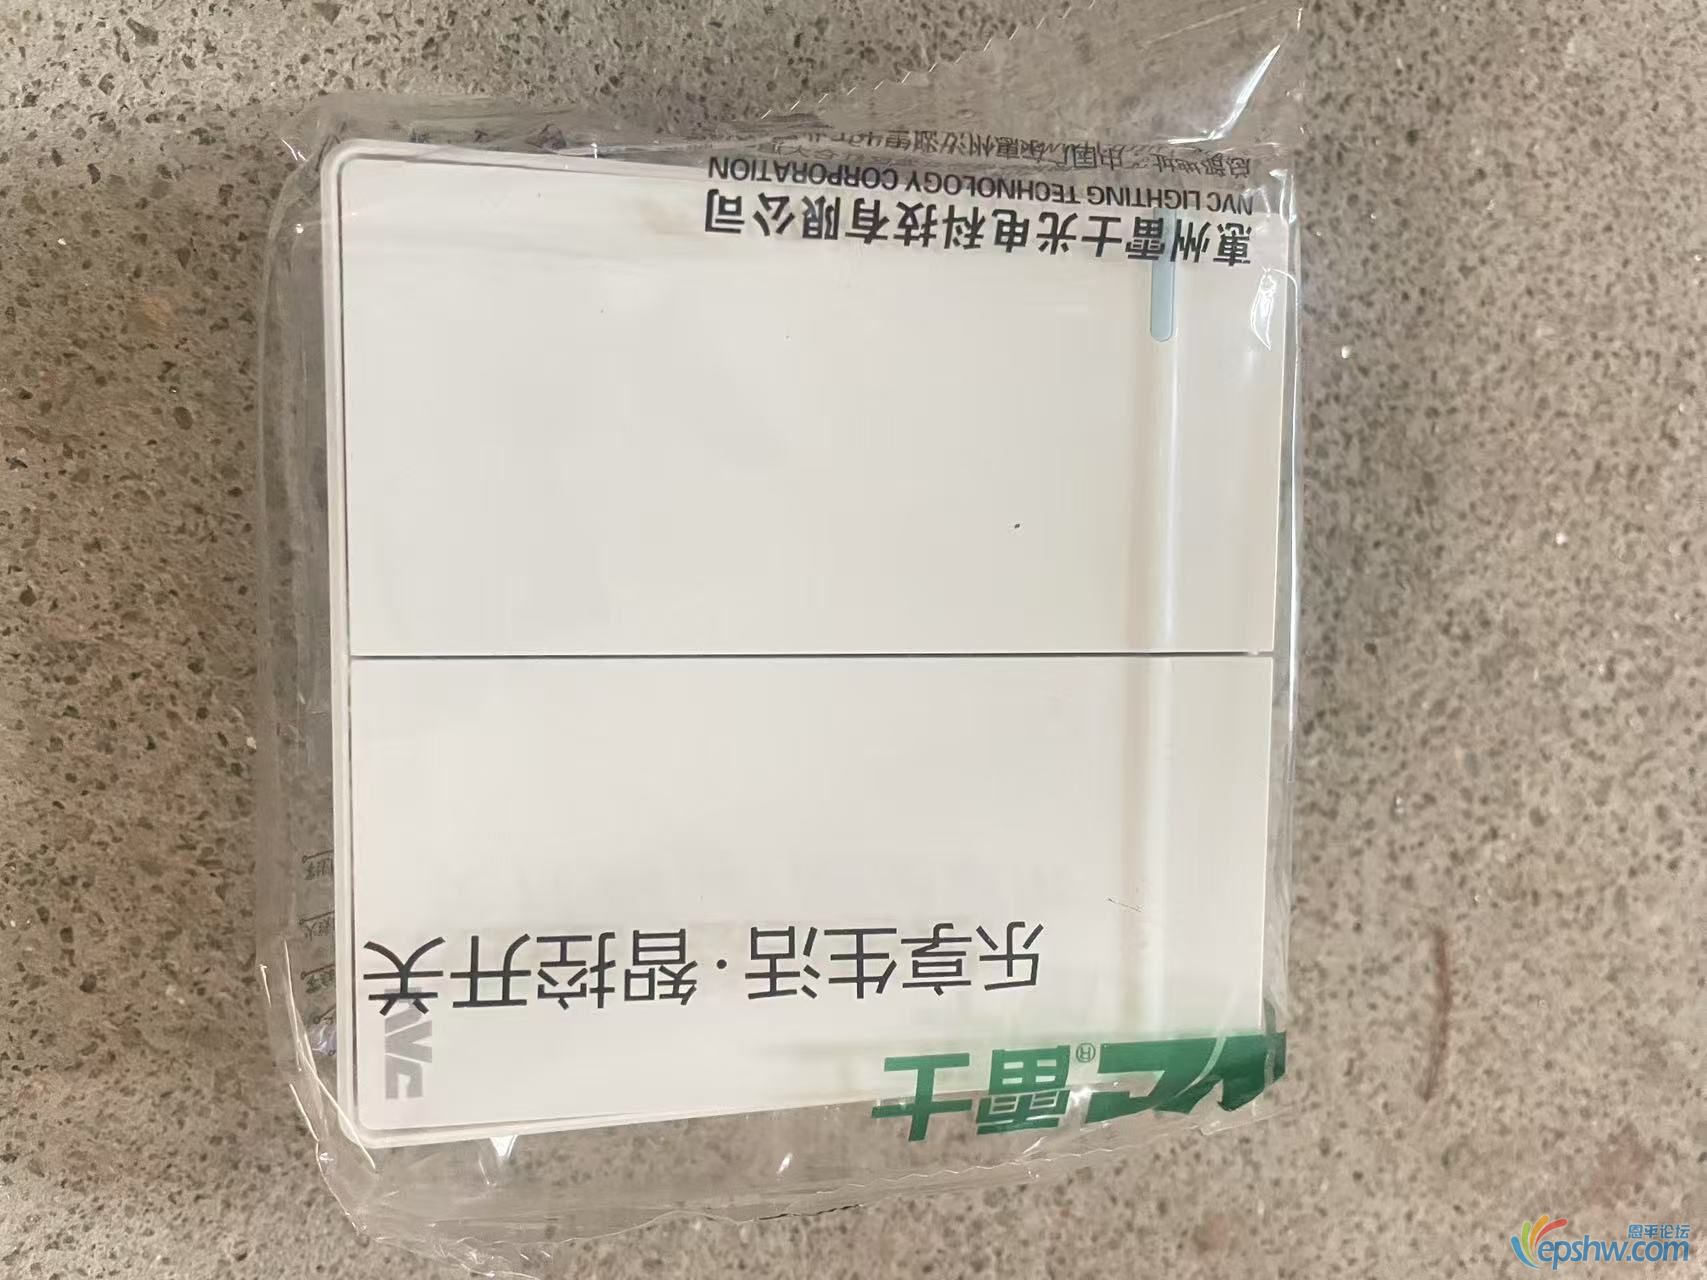 nvc 雷士®
乐享生活·智控开关
nvc
惠州雷士光电科技有限公司
NVC LIGHTING TECHNOLOGY CORPORATION
恩平论坛
epshw.com